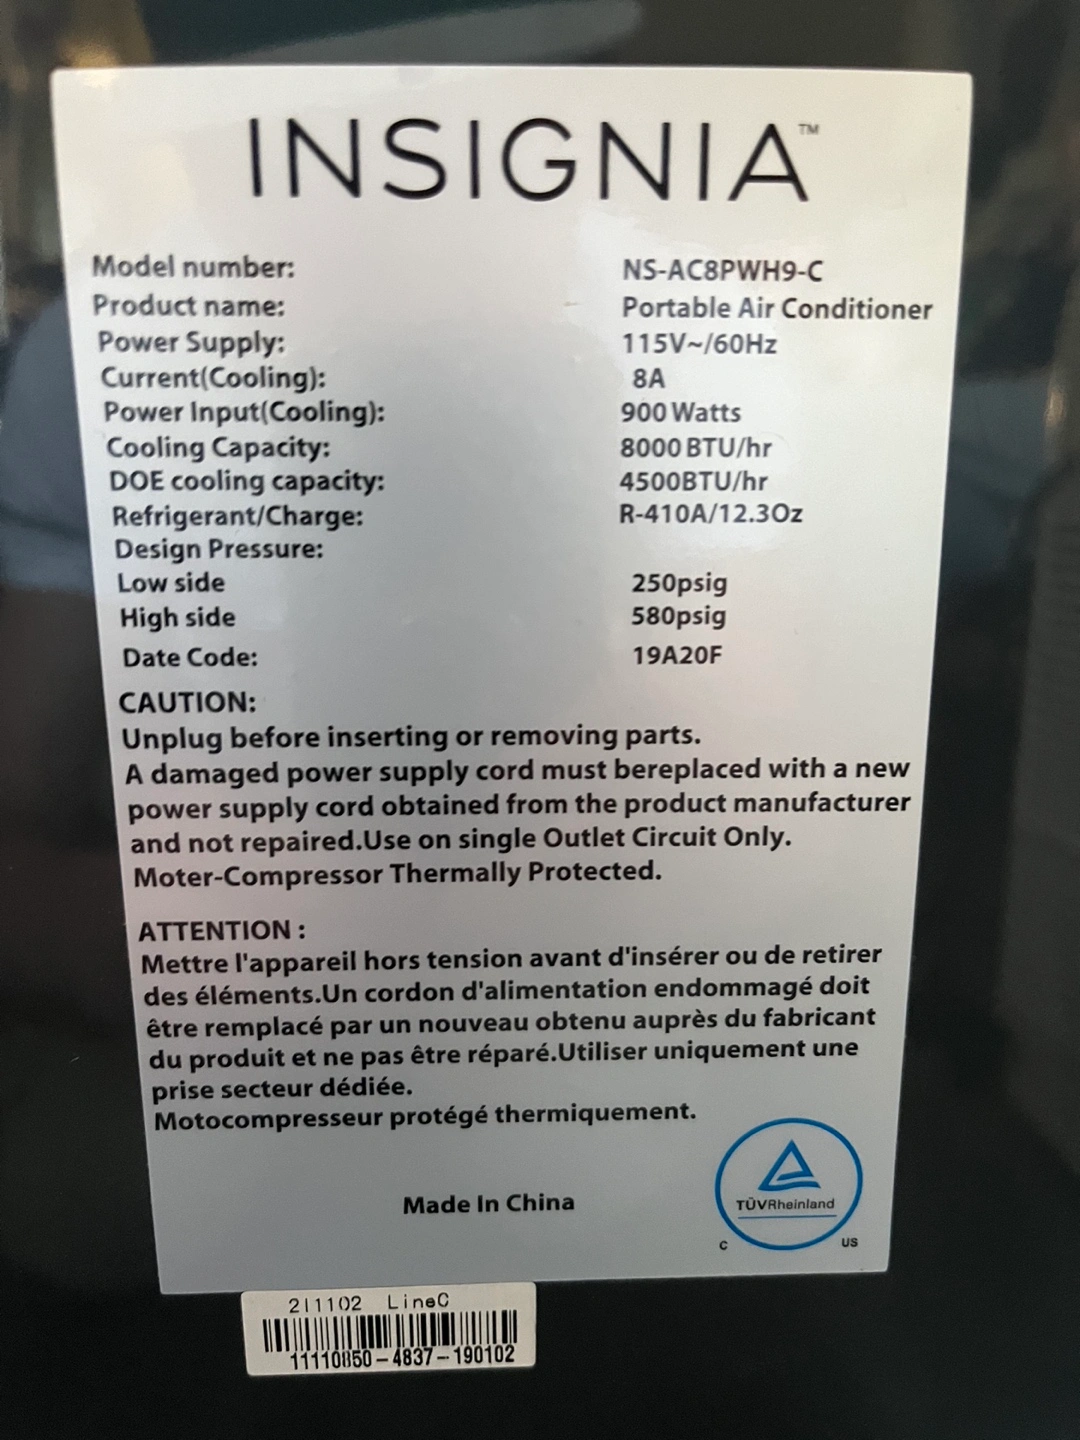 INSIGNIA™
Model number: NS-AC8PWH9-C
Product name: Portable Air Conditioner
Power Supply: 115V~/60Hz
Current(Cooling): 8A
Power Input(Cooling): 900 Watts
Cooling Capacity: 8000 BTU/hr
DOE cooling capacity: 4500BTU/hr
Refrigerant/Charge: R-410A/12.3Oz
Design Pressure:
Low side 250psig
High side 580psig
Date Code: 19A20F
CAUTION:
Unplug before inserting or removing parts.
A damaged power supply cord must bereplaced with a new
power supply cord obtained from the product manufacturer
and not repaired.Use on single Outlet Circuit Only.
Moter-Compressor Thermally Protected.
ATTENTION :
Mettre l'appareil hors tension avant d'insérer ou de retirer
des éléments.Un cordon d'alimentation endommagé doit
être remplacé par un nouveau obtenu auprès du fabricant
du produit et ne pas être réparé.Utiliser uniquement une
prise secteur dédiée.
Motocompresseur protégé thermiquement.
Made In China
TÜVRheinland
C US
211102 LineC
11110850-4837-190102